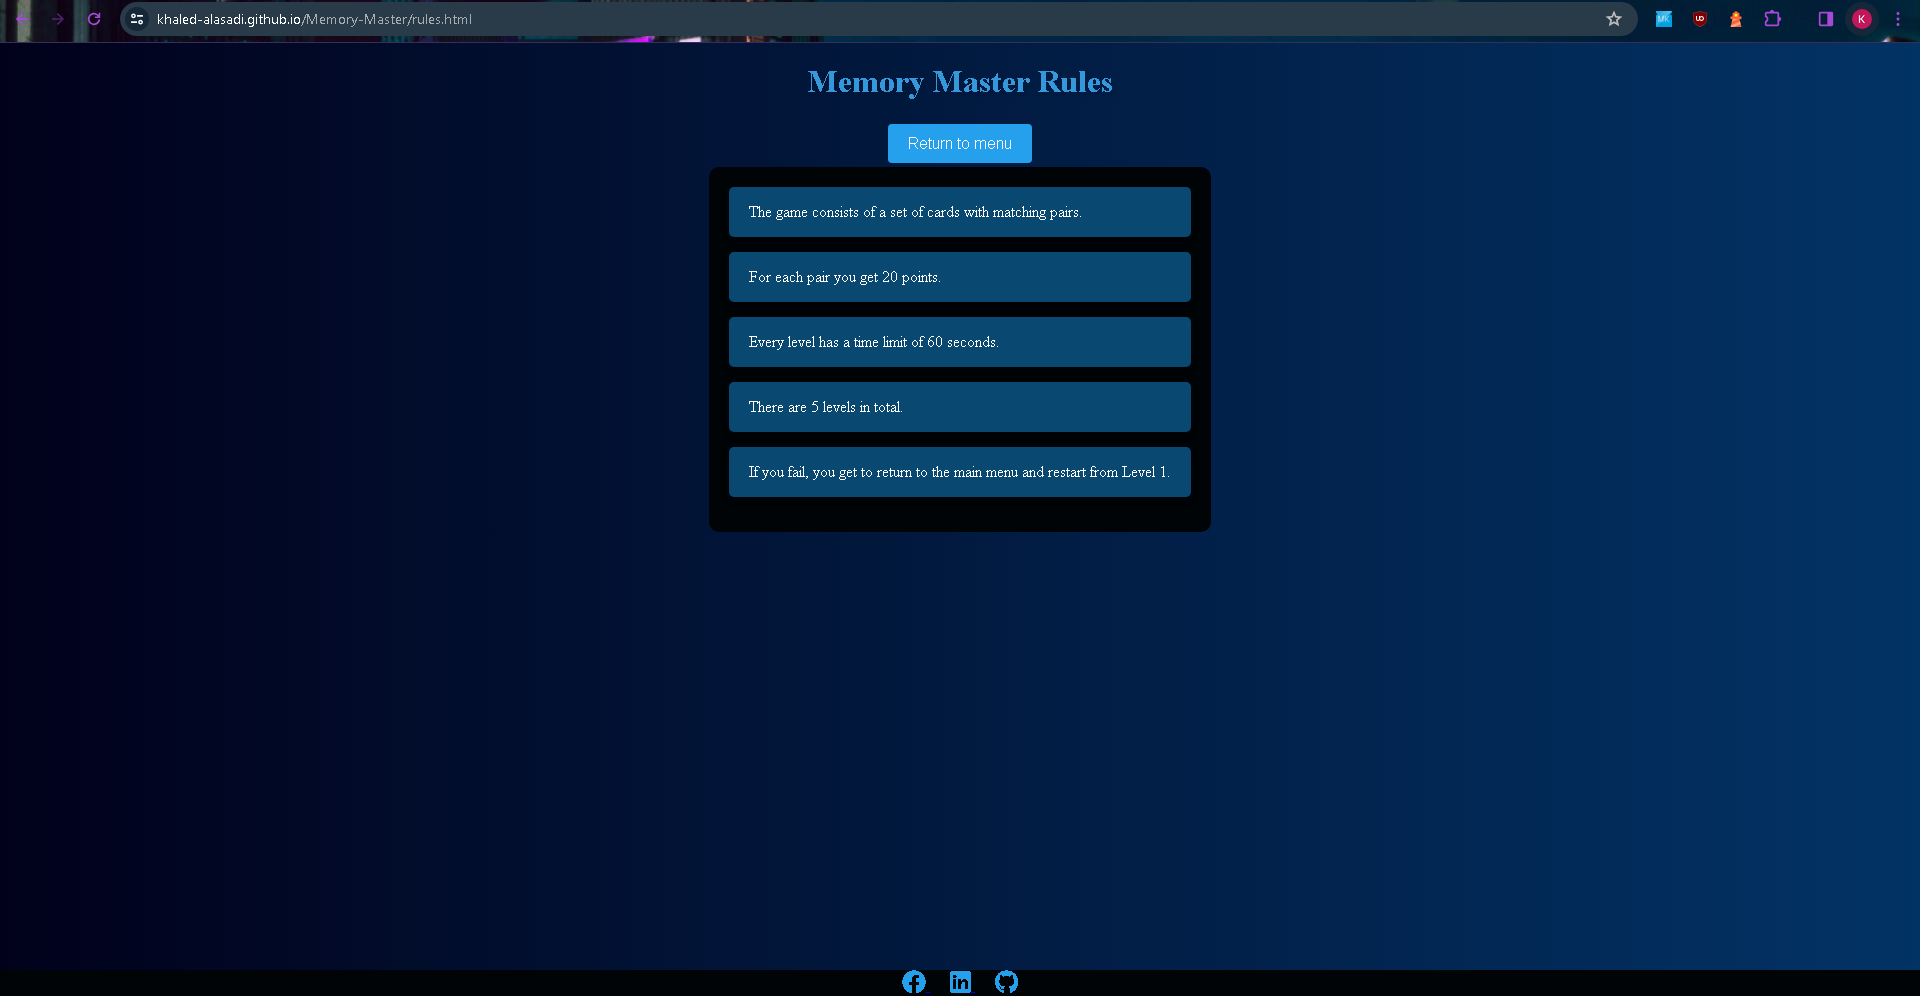 khaled-alasadi.github.io/Memory-Master/rules.html
MK
UD
K
Memory Master Rules
Return to menu
The game consists of a set of cards with matching pairs.
For each pair you get 20 points.
Every level has a time limit of 60 seconds.
There are 5 levels in total.
If you fail, you get to return to the main menu and restart from Level 1.
in